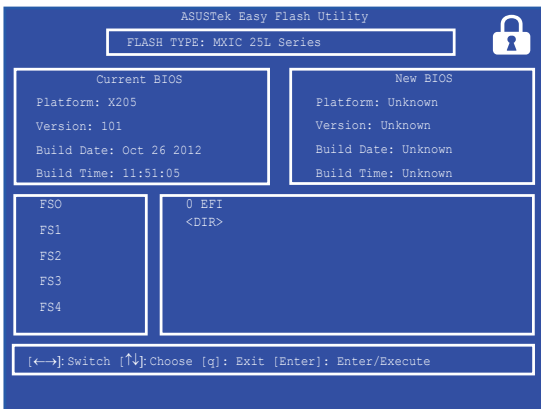 ASUSTek Easy Flash Utility
FLASH TYPE: MXIC 25L Series
Current BIOS
Platform: X205
Version: 101
Build Date: Oct 26 2012
Build Time: 11:51:05
New BIOS
Platform: Unknown
Version: Unknown
Build Date: Unknown
Build Time: Unknown
FSO
FS1
FS2
FS3
FS4
0 EFI
<DIR>
[←→]: Switch [↑↓]: Choose [q]: Exit [Enter]: Enter/Execute